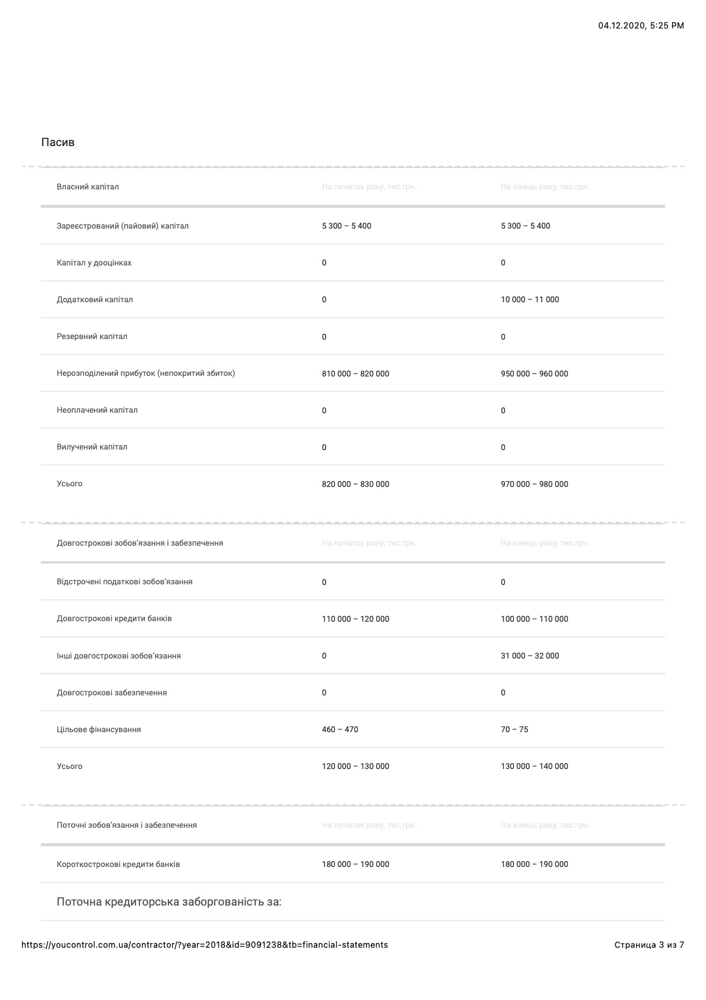 04.12.2020, 5:25 PM
Пасив
Власний капітал На початок року, тис.грн. На кінець року, тис.грн.
Зареєстрований (пайовий) капітал 5 300 – 5 400 5 300 – 5 400
Капітал у дооцінках 0 0
Додатковий капітал 0 10 000 – 11 000
Резервний капітал 0 0
Нерозподілений прибуток (непокритий збиток) 810 000 – 820 000 950 000 – 960 000
Неоплачений капітал 0 0
Вилучений капітал 0 0
Усього 820 000 – 830 000 970 000 – 980 000
Довгострокові зобов’язання і забезпечення На початок року, тис.грн. На кінець року, тис.грн.
Відстрочені податкові зобов’язання 0 0
Довгострокові кредити банків 110 000 – 120 000 100 000 – 110 000
Інші довгострокові зобов’язання 0 31 000 – 32 000
Довгострокові забезпечення 0 0
Цільове фінансування 460 – 470 70 – 75
Усього 120 000 – 130 000 130 000 – 140 000
Поточні зобов’язання і забезпечення На початок року, тис.грн. На кінець року, тис.грн.
Короткострокові кредити банків 180 000 – 190 000 180 000 – 190 000
Поточна кредиторська заборгованість за:
https://youcontrol.com.ua/contractor/?year=2018&id=9091238&tb=financial-statements Страница 3 из 7